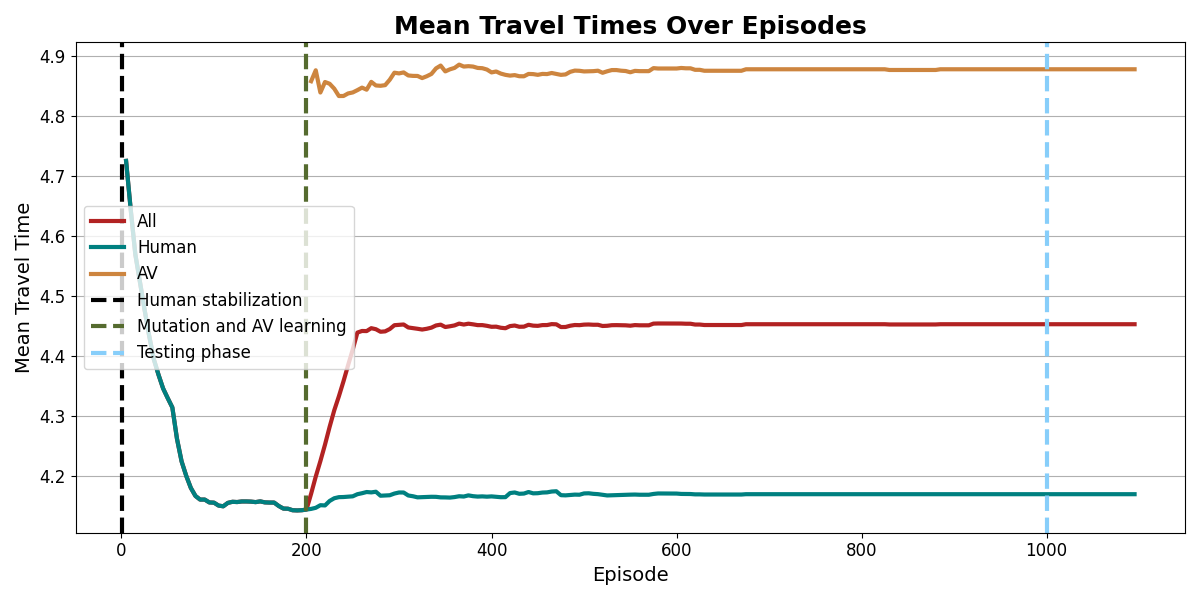 Mean Travel Times Over Episodes
Mean Travel Time
4.9
4.8
4.7
4.6
4.5
4.4
4.3
4.2
All
Human
AV
Human stabilization
Mutation and AV learning
Testing phase
0 200 400 600 800 1000
Episode